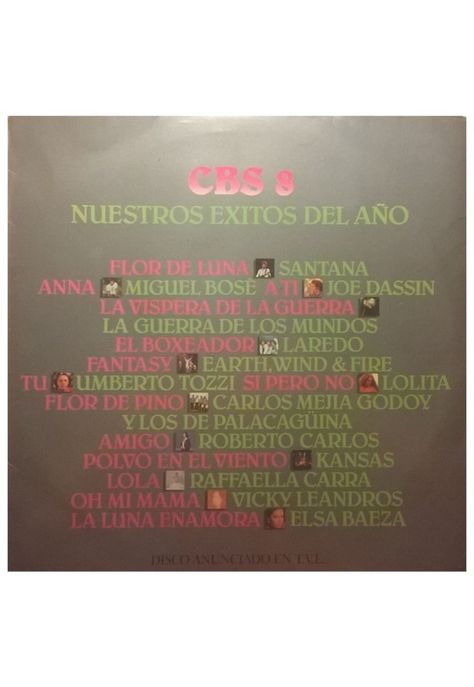 CBS 8
NUESTROS EXITOS DEL AÑO
FLOR DE LUNA SANTANA
ANNA MIGUEL BOSÉ A TI JOE DASSIN
LA VISPERA DE LA GUERRA
LA GUERRA DE LOS MUNDOS
EL BOXEADOR LAREDO
FANTASY EARTH, WIND & FIRE
TU UMBERTO TOZZI SI PERO NO LOLITA
FLOR DE PINO CARLOS MEJIA GODOY
Y LOS DE PALACAGÜINA
AMIGO ROBERTO CARLOS
POLVO EN EL VIENTO KANSAS
LOLA RAFFAELLA CARRA
OH MI MAMA VICKY LEANDROS
LA LUNA ENAMORA ELSA BAEZA
DISCO ANUNCIADO EN T.V.E.